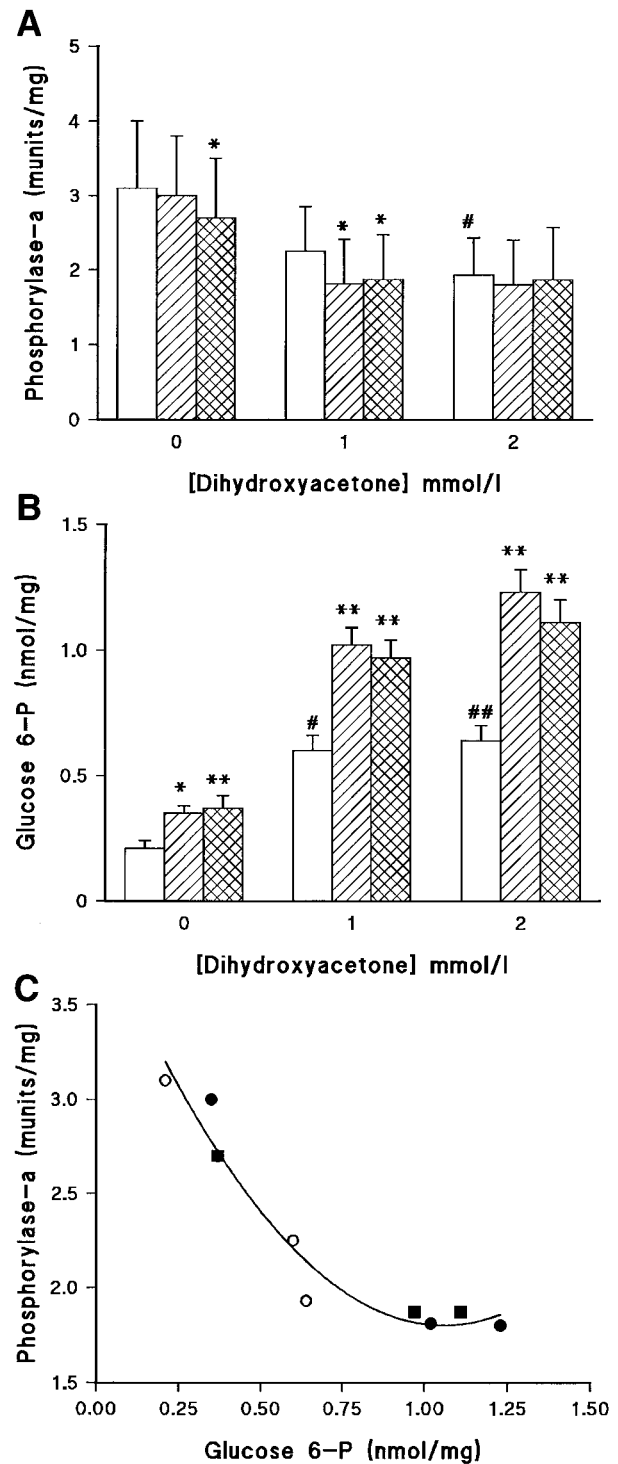 A
Phosphorylase-a (munits/mg)
5
4
3
2
1
0
*
*
*
#
0 1 2
[Dihydroxyacetone] mmol/l
B
Glucose 6-P (nmol/mg)
1.5
1.0
0.5
0
*
**
#
**
**
##
**
**
0 1 2
[Dihydroxyacetone] mmol/l
C
Phosphorylase-a (munits/mg)
3.5
3.0
2.5
2.0
1.5
0.00 0.25 0.50 0.75 1.00 1.25 1.50
Glucose 6-P (nmol/mg)